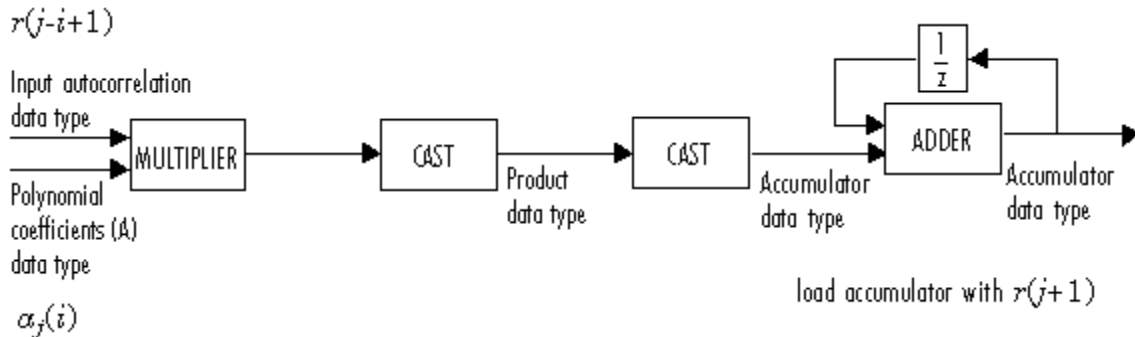 r(j-i+1)
Input autocorrelation
data type
MULTIPLIER
Polynomial
coefficients (A)
data type
α_j(i)
CAST
Product
data type
CAST
Accumulator
data type
1
z
ADDER
Accumulator
data type
load accumulator with r(j+1)